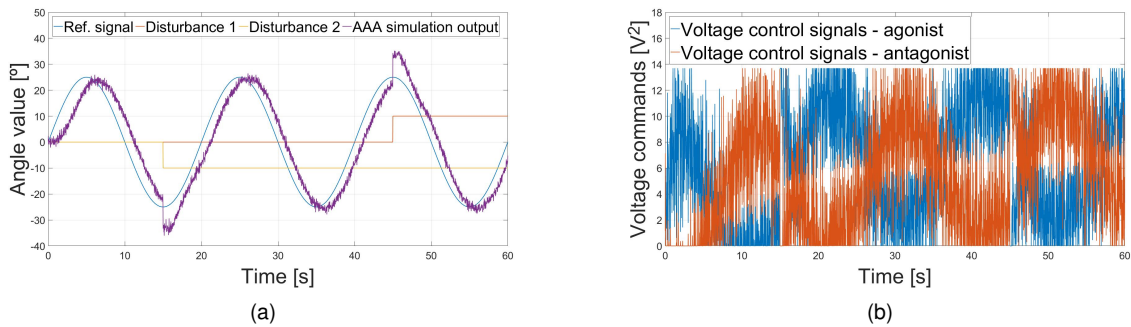 50
40
30
20
10
0
-10
-20
-30
-40
Angle value [º]
Ref. signal Disturbance 1 Disturbance 2 AAA simulation output
0 10 20 30 40 50 60
Time [s]
(a)
18
16
14
12
10
8
6
4
2
0
Voltage commands [V²]
Voltage control signals - agonist
Voltage control signals - antagonist
0 10 20 30 40 50 60
Time [s]
(b)